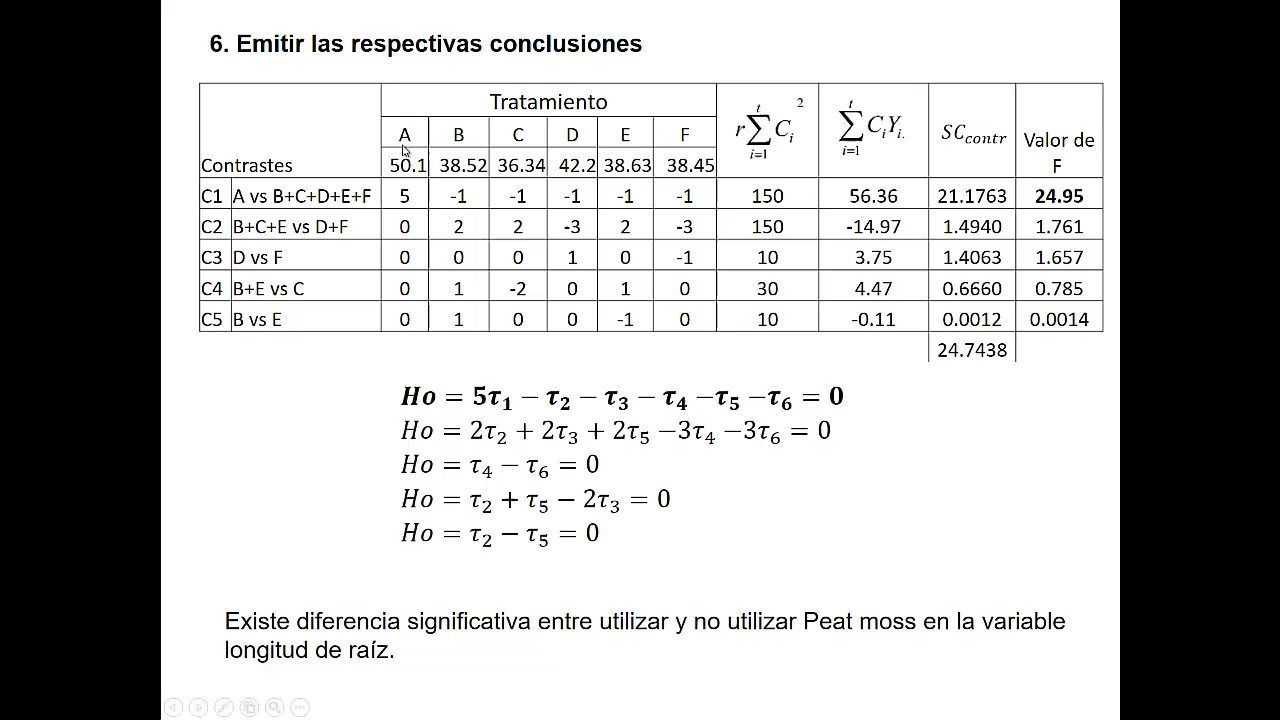 6. Emitir las respectivas conclusiones
Tratamiento
A B C D E F
r∑Cᵢ² i=1 t
∑CᵢYᵢ. i=1 t
SCcontr
Valor de F
Contrastes 50.1 38.52 36.34 42.2 38.63 38.45
C1 A vs B+C+D+E+F 5 -1 -1 -1 -1 -1 150 56.36 21.1763 24.95
C2 B+C+E vs D+F 0 2 2 -3 2 -3 150 -14.97 1.4940 1.761
C3 D vs F 0 0 0 1 0 -1 10 3.75 1.4063 1.657
C4 B+E vs C 0 1 -2 0 1 0 30 4.47 0.6660 0.785
C5 B vs E 0 1 0 0 -1 0 10 -0.11 0.0012 0.0014
24.7438
Ho = 5τ₁ − τ₂ − τ₃ − τ₄ −τ₅ −τ₆ = 0
Ho = 2τ₂ + 2τ₃ + 2τ₅ −3τ₄ −3τ₆ = 0
Ho = τ₄ − τ₆ = 0
Ho = τ₂ + τ₅ − 2τ₃ = 0
Ho = τ₂ − τ₅ = 0
Existe diferencia significativa entre utilizar y no utilizar Peat moss en la variable
longitud de raíz.